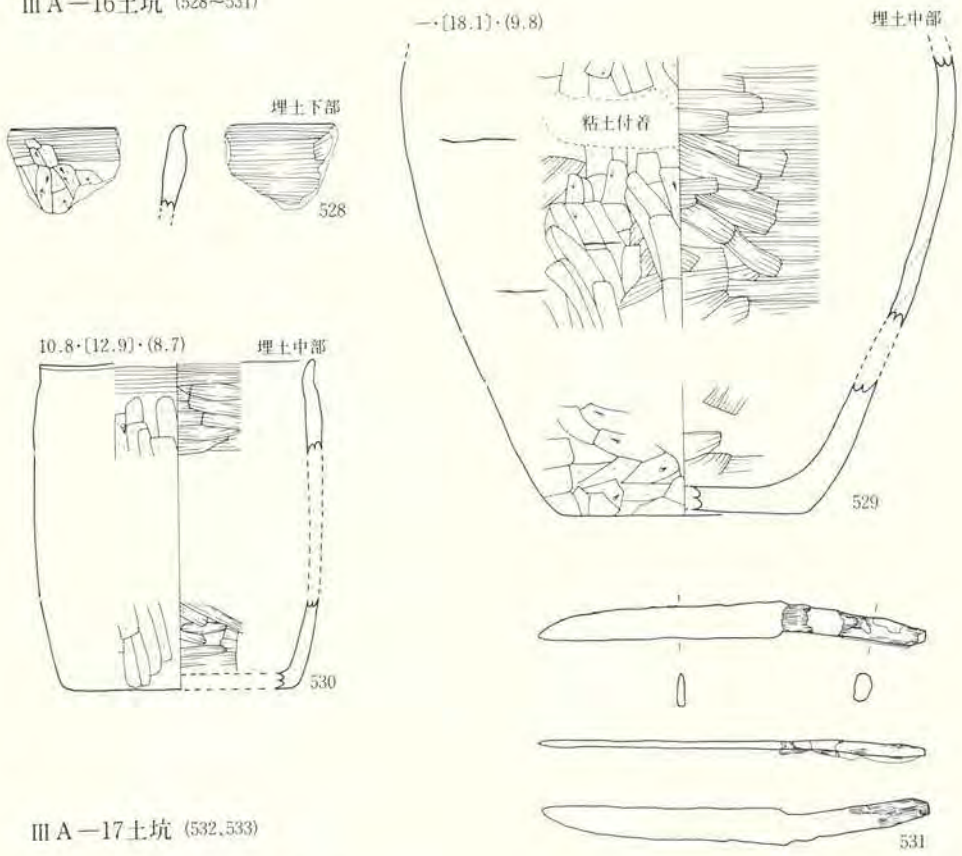 III A—16土坑 (528~531)
埋土下部
528
—·[18.1]·(9.8)
埋土中部
粘土付着
529
10.8·[12.9]·(8.7)
埋土中部
530
531
III A—17土坑 (532,533)